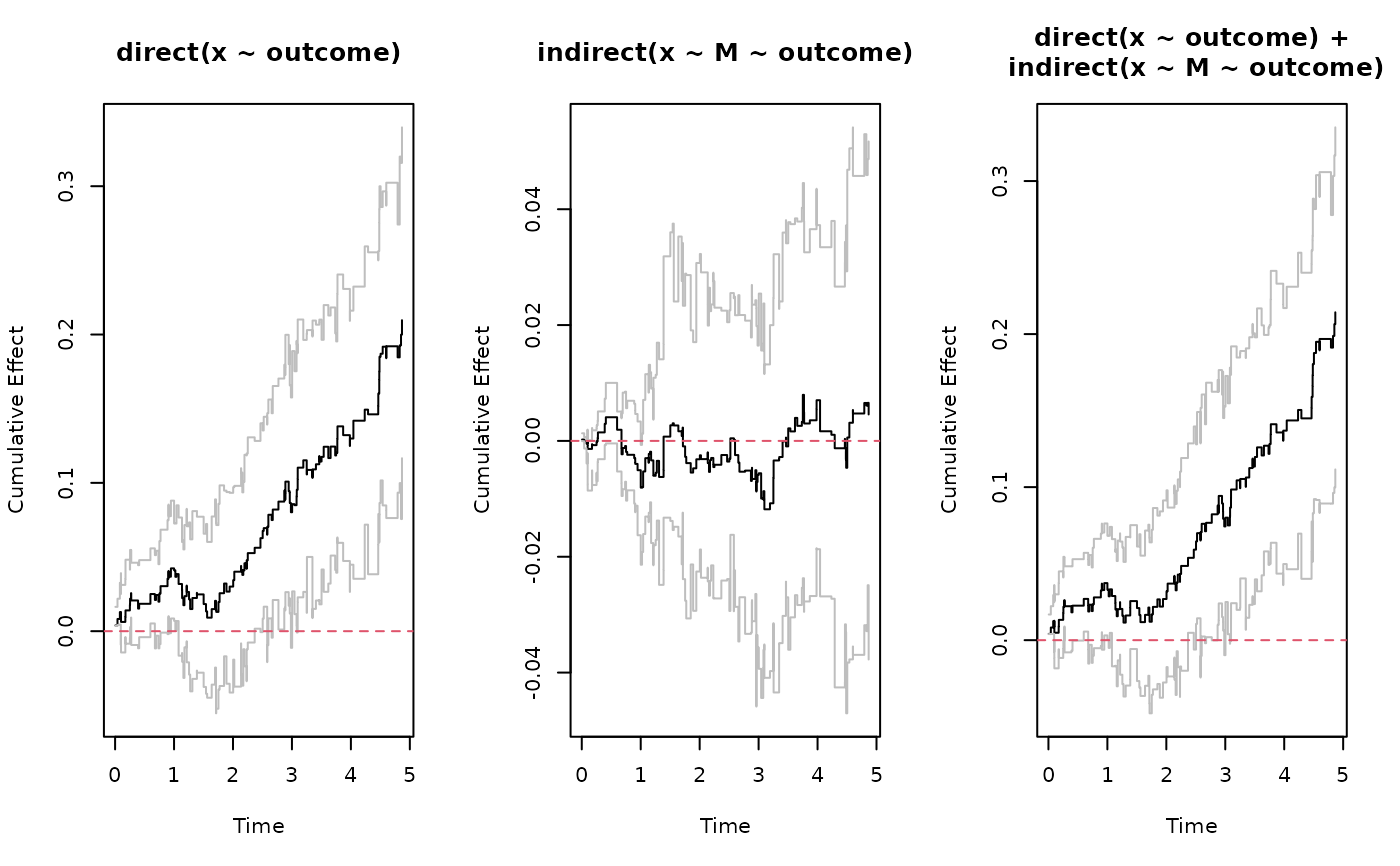 direct(x ~ outcome)
Cumulative Effect
0.3
0.2
0.1
0.0
0 1 2 3 4 5
Time
indirect(x ~ M ~ outcome)
Cumulative Effect
0.04
0.02
0.00
-0.02
-0.04
0 1 2 3 4 5
Time
direct(x ~ outcome) +
indirect(x ~ M ~ outcome)
Cumulative Effect
0.3
0.2
0.1
0.0
0 1 2 3 4 5
Time